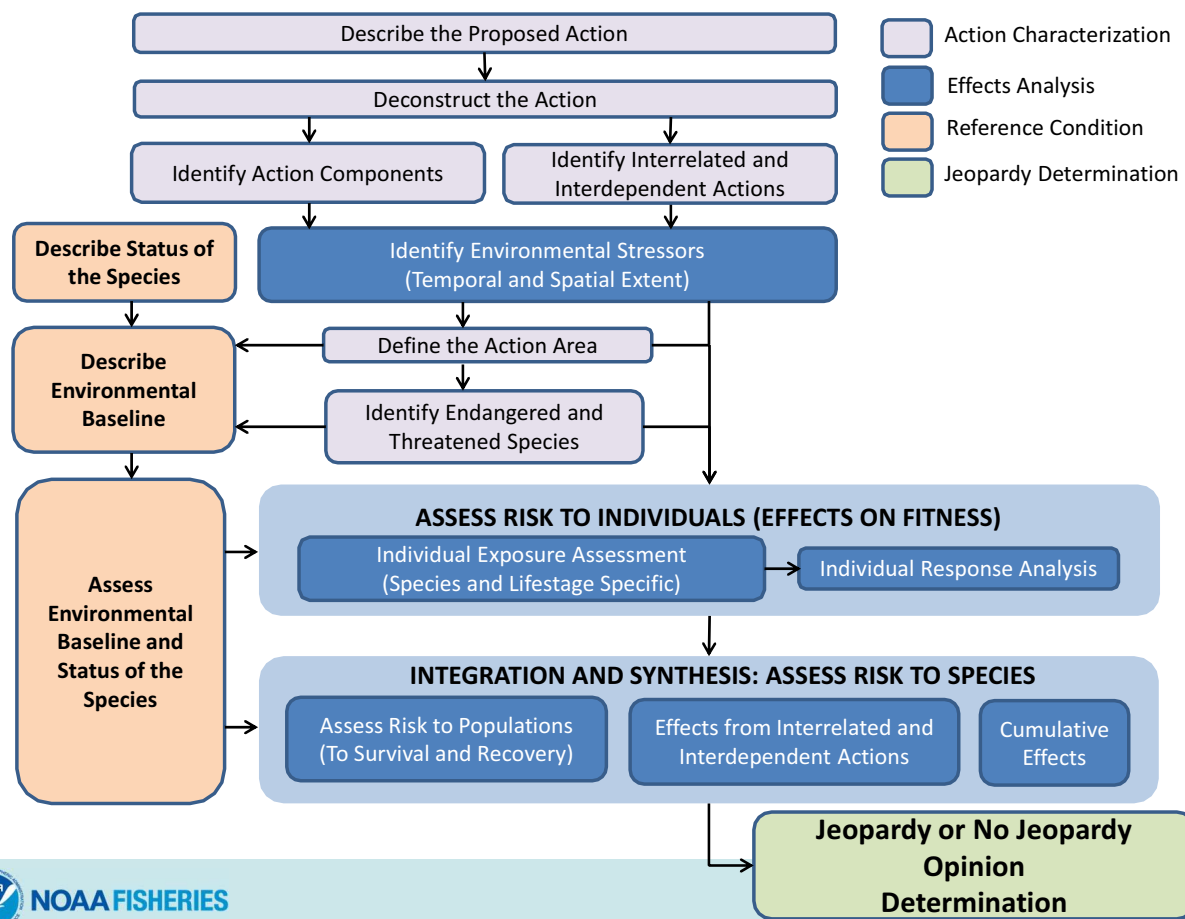 Describe the Proposed Action
Deconstruct the Action
Identify Action Components
Identify Interrelated and
Interdependent Actions
Action Characterization
Effects Analysis
Reference Condition
Jeopardy Determination
Describe Status of
the Species
Identify Environmental Stressors
(Temporal and Spatial Extent)
Describe
Environmental
Baseline
Define the Action Area
Identify Endangered and
Threatened Species
Assess
Environmental
Baseline and
Status of the
Species
ASSESS RISK TO INDIVIDUALS (EFFECTS ON FITNESS)
Individual Exposure Assessment
(Species and Lifestage Specific)
Individual Response Analysis
INTEGRATION AND SYNTHESIS: ASSESS RISK TO SPECIES
Assess Risk to Populations
(To Survival and Recovery)
Effects from Interrelated and
Interdependent Actions
Cumulative
Effects
Jeopardy or No Jeopardy
Opinion
Determination
NOAA FISHERIES